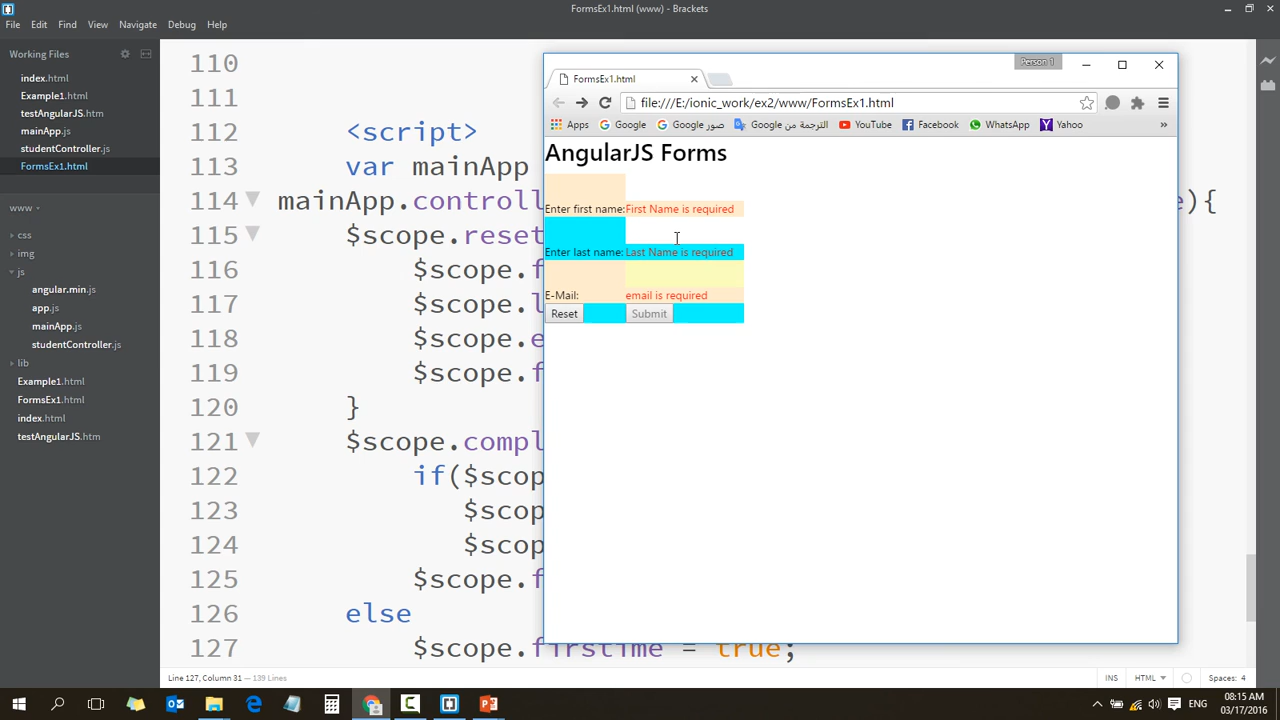 FormsEx1.html (www) - Brackets
File Edit Find View Navigate Debug Help
Working Files
index.html
Example1.html
testAngularJS.htm
mainApp.js
studentController.js
FormsEx1.html
www
css
img
js
angular.min.js
app.js
mainApp.js
studentController.js
lib
Example1.html
FormsEx1.html
index.html
testAngularJS.htm
110
111
112 <script>
113 var mainApp
114 mainApp.controll e){
115 $scope.reset
116 $scope.f
117 $scope.l
118 $scope.e
119 $scope.f
120 }
121 $scope.compl
122 if($scop
123 $scop
124 $scop
125 $scope.f
126 else
127 $scope.firstime = true;
Person 1
FormsEx1.html
file:///E:/ionic_work/ex2/www/FormsEx1.html
Apps Google صور Google الترجمة من Google YouTube Facebook WhatsApp Yahoo »
AngularJS Forms
Enter first name: First Name is required
Enter last name: Last Name is required
E-Mail: email is required
Reset Submit
Line 127, Column 31 — 139 Lines
INS HTML Spaces: 4
ENG
08:15 AM
03/17/2016